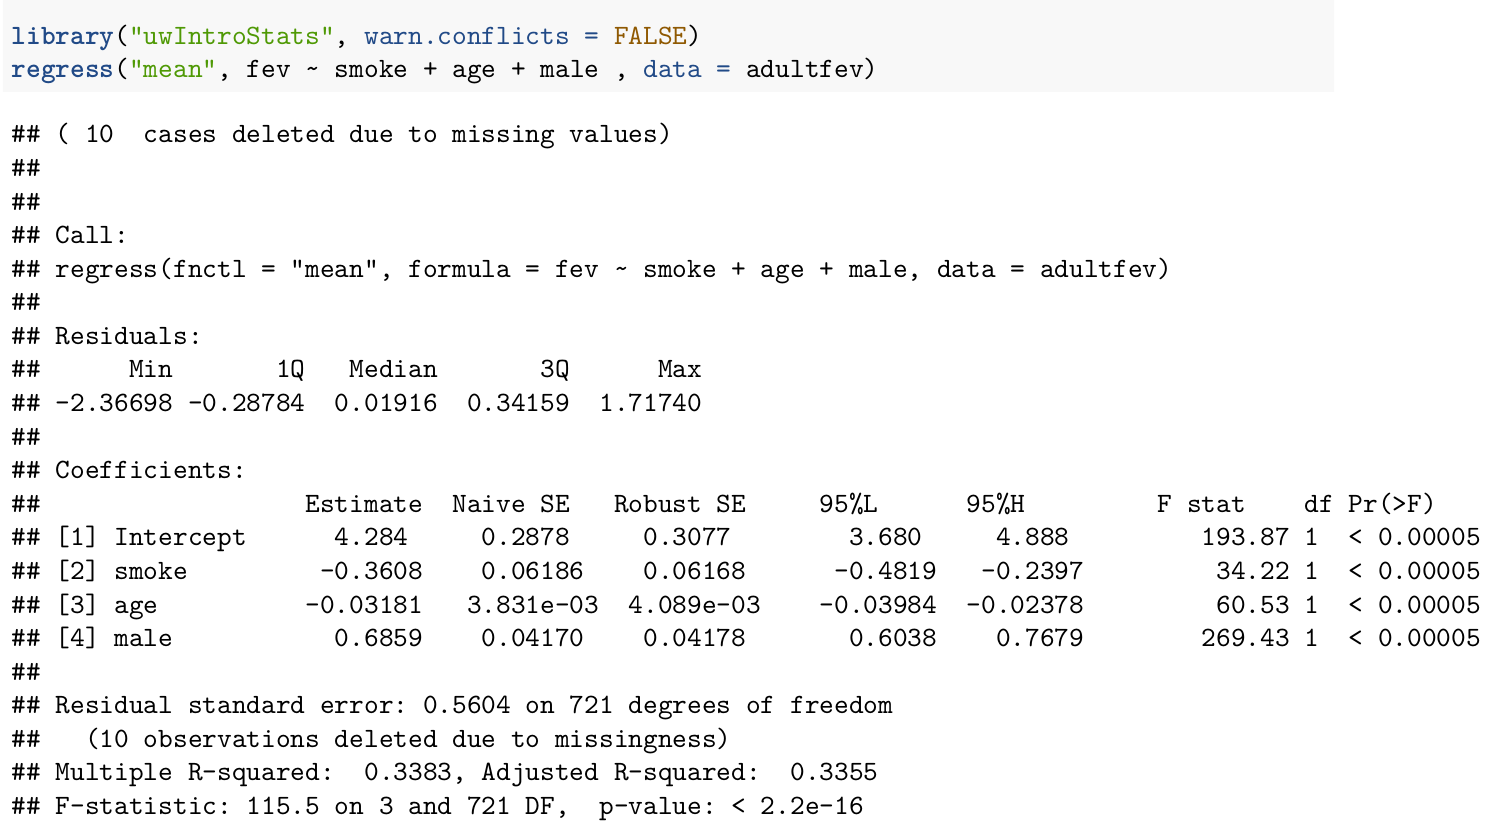 library("uwIntroStats", warn.conflicts = FALSE)
regress("mean", fev ~ smoke + age + male , data = adultfev)
## ( 10  cases deleted due to missing values)
##
##
## Call:
## regress(fnctl = "mean", formula = fev ~ smoke + age + male, data = adultfev)
##
## Residuals:
##      Min       1Q   Median       3Q      Max
## -2.36698 -0.28784  0.01916  0.34159  1.71740
##
## Coefficients:
##                  Estimate  Naive SE   Robust SE     95%L      95%H         F stat    df Pr(>F)
## [1] Intercept      4.284     0.2878     0.3077        3.680     4.888         193.87 1  < 0.00005
## [2] smoke         -0.3608    0.06186    0.06168      -0.4819   -0.2397         34.22 1  < 0.00005
## [3] age          -0.03181   3.831e-03  4.089e-03    -0.03984  -0.02378         60.53 1  < 0.00005
## [4] male           0.6859    0.04170    0.04178       0.6038    0.7679        269.43 1  < 0.00005
##
## Residual standard error: 0.5604 on 721 degrees of freedom
##   (10 observations deleted due to missingness)
## Multiple R-squared:  0.3383, Adjusted R-squared:  0.3355
## F-statistic: 115.5 on 3 and 721 DF,  p-value: < 2.2e-16